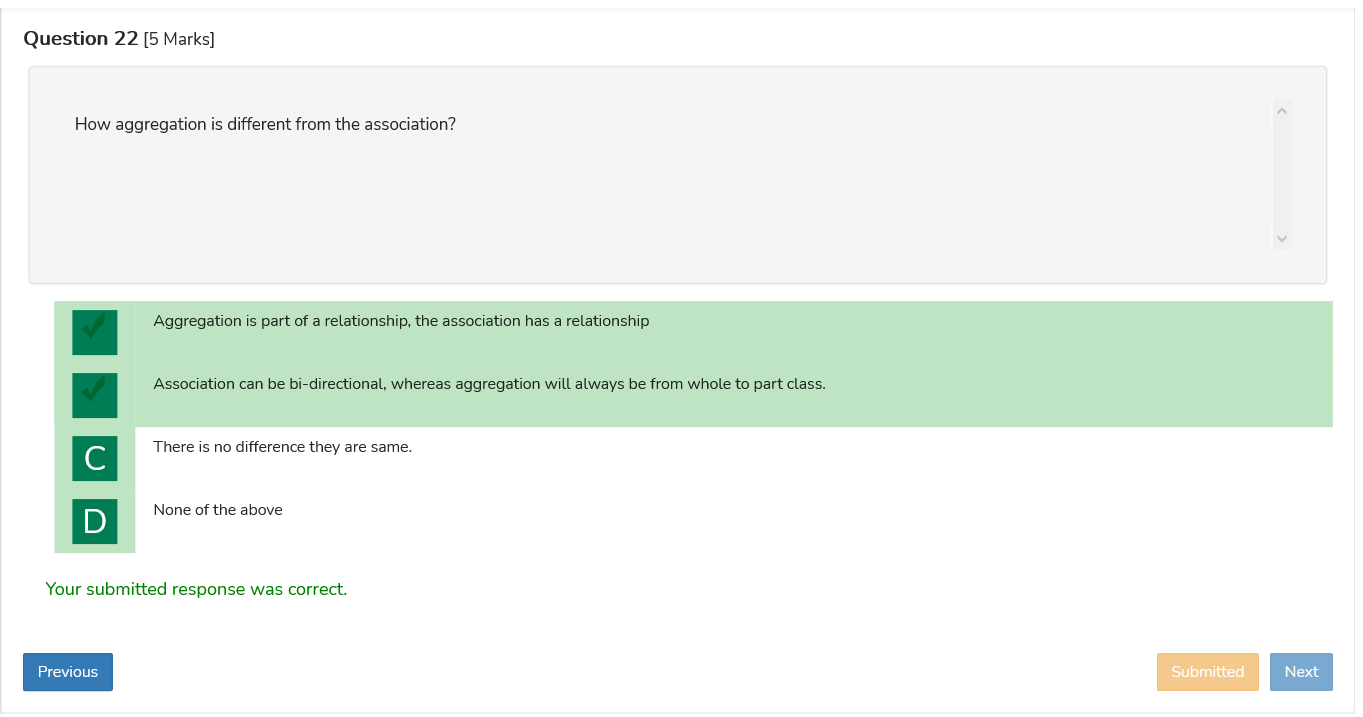 Question 22 [5 Marks]
How aggregation is different from the association?
Aggregation is part of a relationship, the association has a relationship
Association can be bi-directional, whereas aggregation will always be from whole to part class.
C There is no difference they are same.
D None of the above
Your submitted response was correct.
Previous Submitted Next